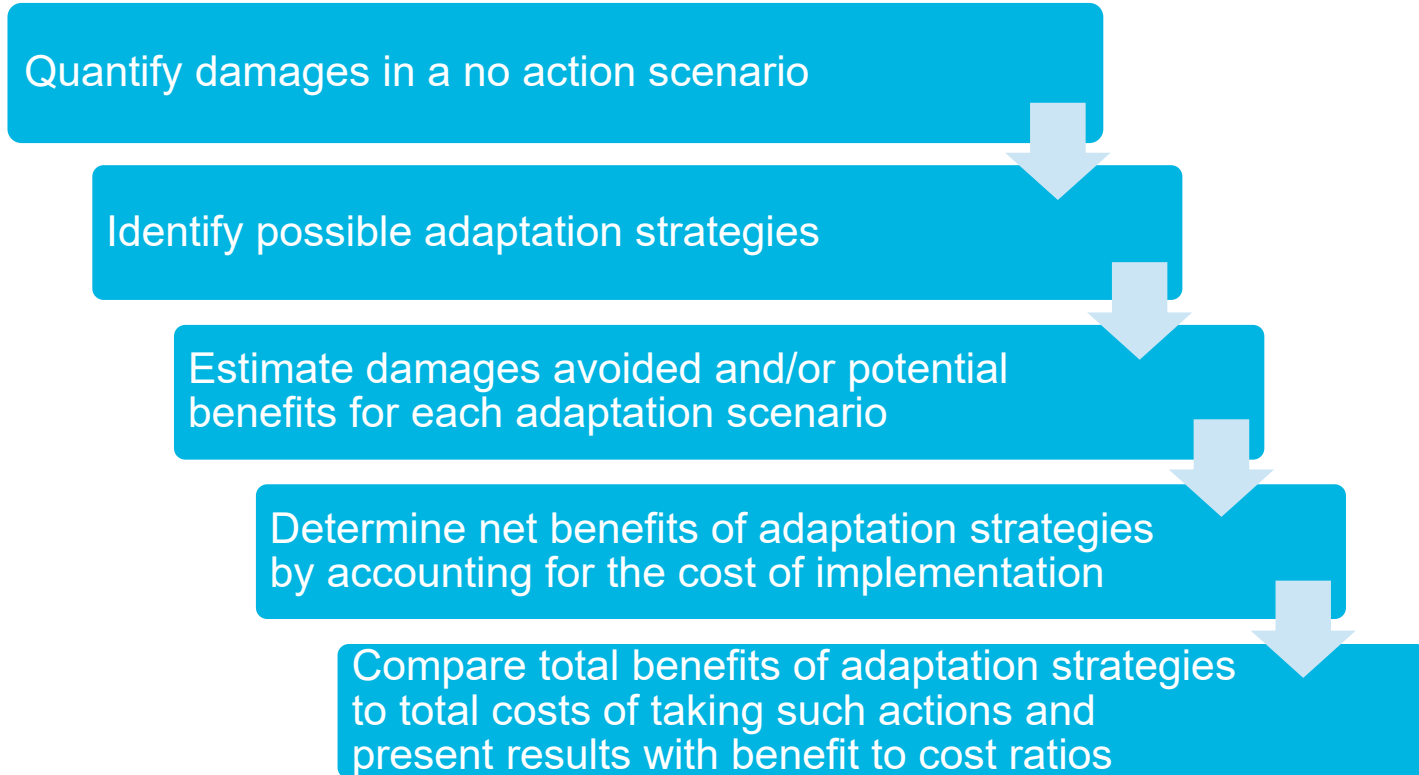 Quantify damages in a no action scenario
Identify possible adaptation strategies
Estimate damages avoided and/or potential
benefits for each adaptation scenario
Determine net benefits of adaptation strategies
by accounting for the cost of implementation
Compare total benefits of adaptation strategies
to total costs of taking such actions and
present results with benefit to cost ratios